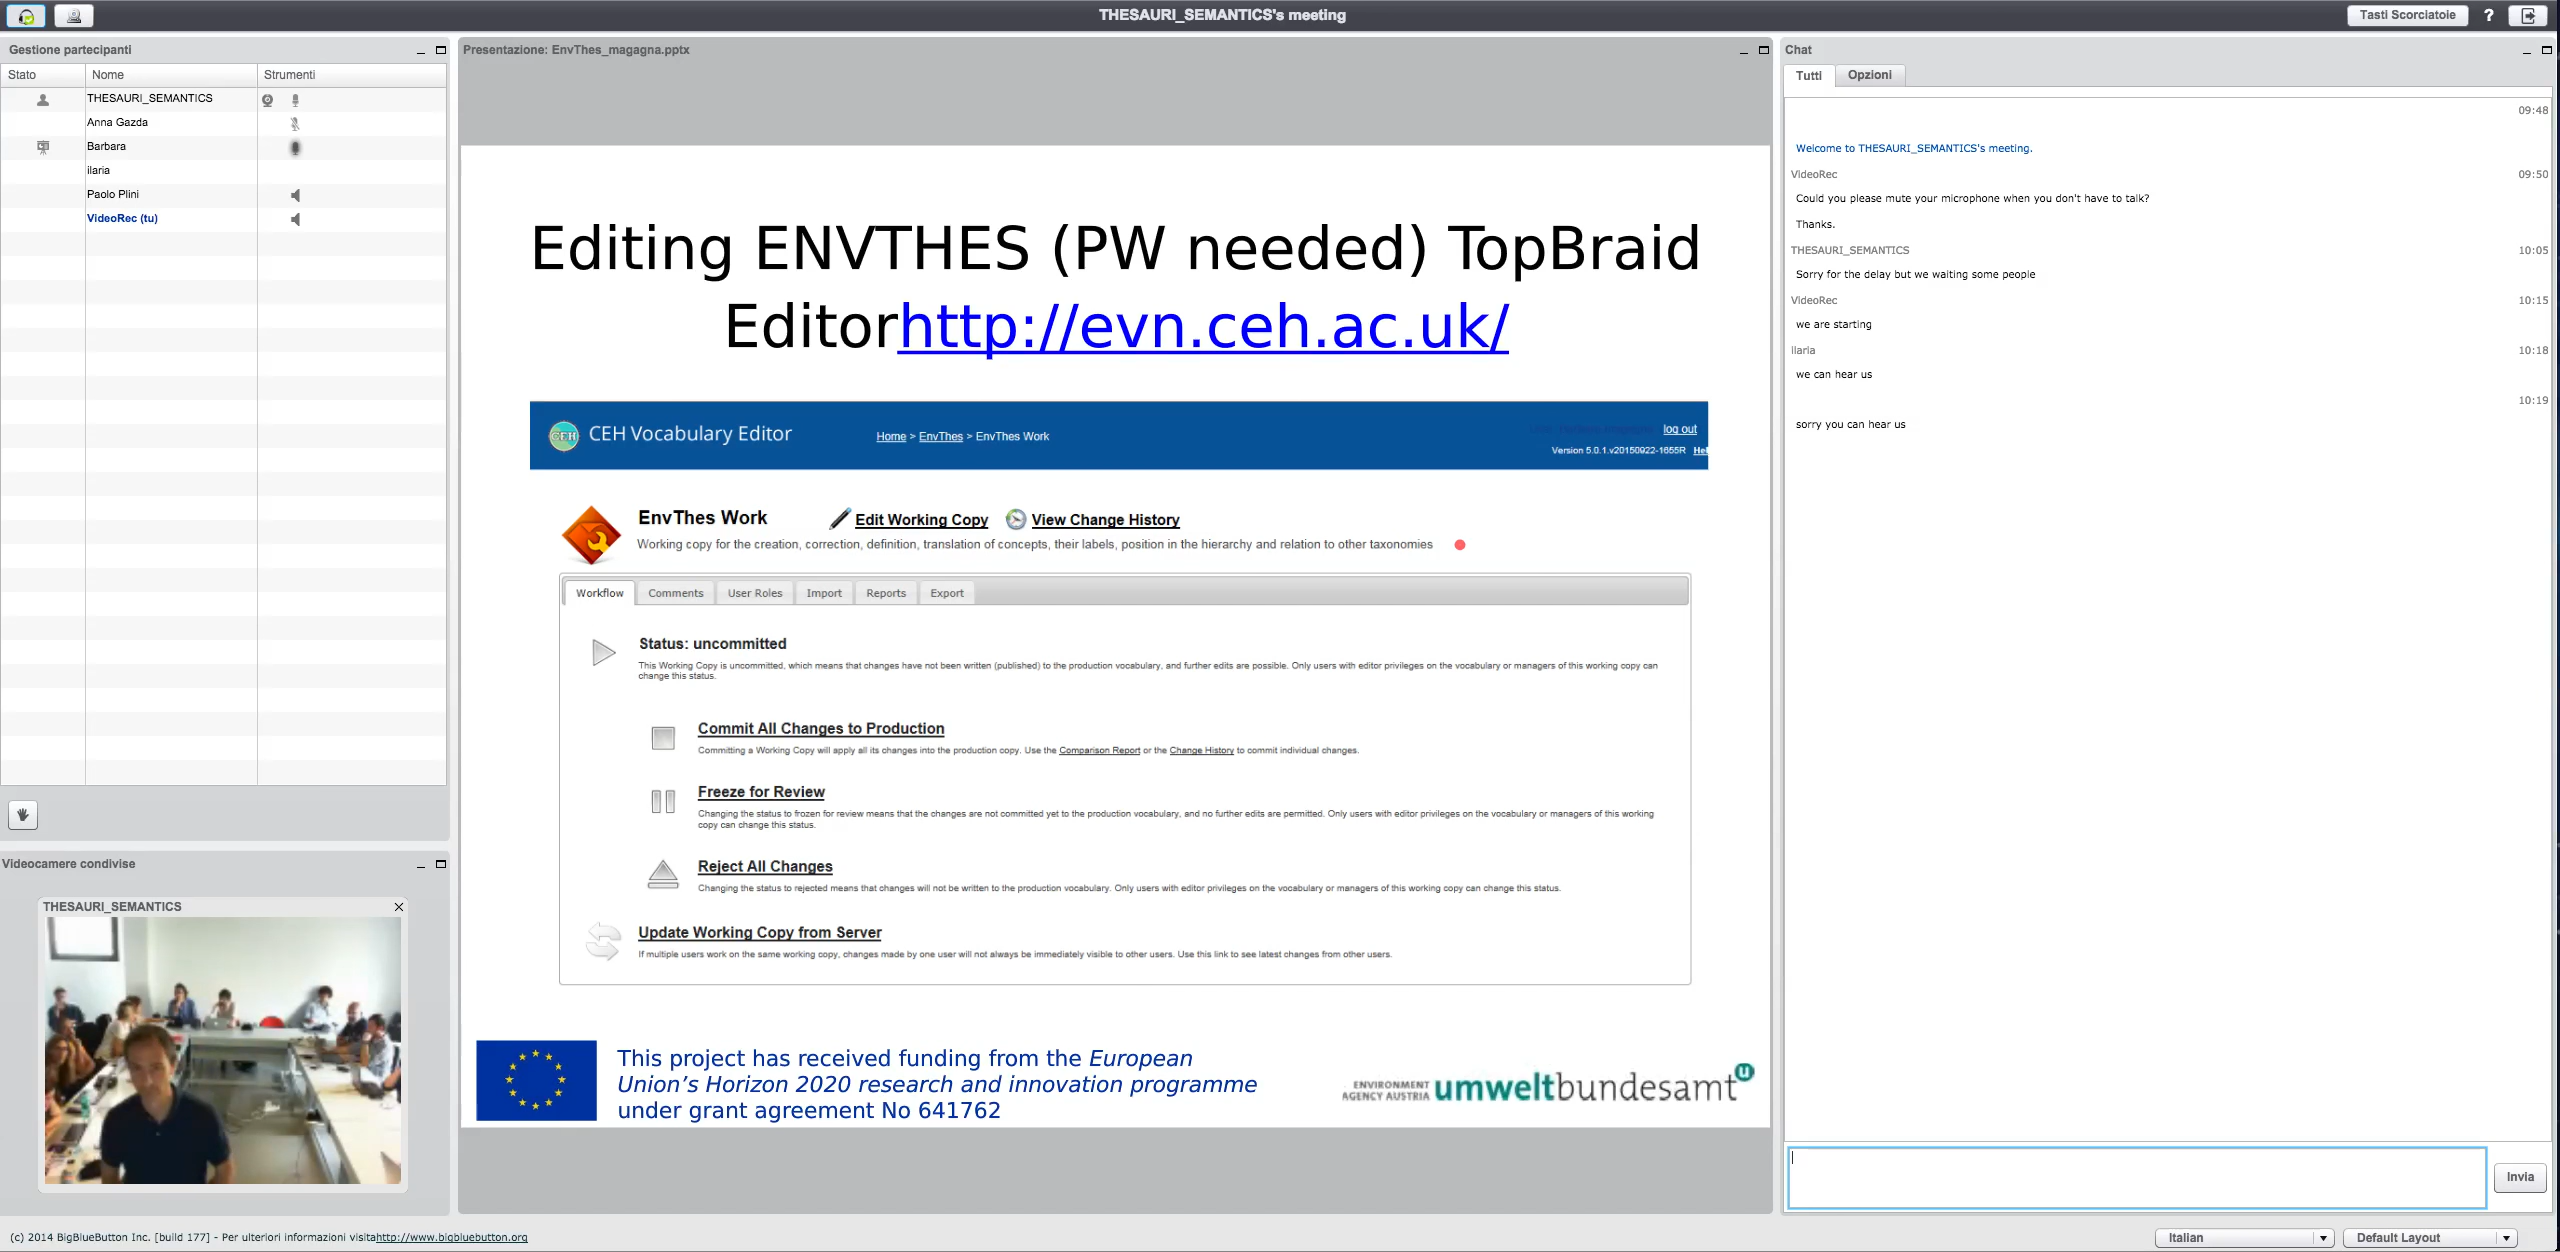 THESAURI_SEMANTICS's meeting
Tasti Scorciatoie
?
Gestione partecipanti
Stato Nome Strumenti
THESAURI_SEMANTICS
Anna Gazda
Barbara
ilaria
Paolo Plini
VideoRec (tu)
Videocamere condivise
THESAURI_SEMANTICS
Presentazione: EnvThes_magagna.pptx
Editing ENVTHES (PW needed) TopBraid
Editorhttp://evn.ceh.ac.uk/
CEH
CEH Vocabulary Editor
Home > EnvThes > EnvThes Work
log out
Version 5.0.1.v20150922-1655R Hel
EnvThes Work
Edit Working Copy
View Change History
Working copy for the creation, correction, definition, translation of concepts, their labels, position in the hierarchy and relation to other taxonomies
Workflow Comments User Roles Import Reports Export
Status: uncommitted
This Working Copy is uncommitted, which means that changes have not been written (published) to the production vocabulary, and further edits are possible. Only users with editor privileges on the vocabulary or managers of this working copy can
change this status.
Commit All Changes to Production
Committing a Working Copy will apply all its changes into the production copy. Use the Comparison Report or the Change History to commit individual changes.
Freeze for Review
Changing the status to frozen for review means that the changes are not committed yet to the production vocabulary, and no further edits are permitted. Only users with editor privileges on the vocabulary or managers of this working
copy can change this status.
Reject All Changes
Changing the status to rejected means that changes will not be written to the production vocabulary. Only users with editor privileges on the vocabulary or managers of this working copy can change this status.
Update Working Copy from Server
If multiple users work on the same working copy, changes made by one user will not always be immediately visible to other users. Use this link to see latest changes from other users.
This project has received funding from the European
Union’s Horizon 2020 research and innovation programme
under grant agreement No 641762
ENVIRONMENT
AGENCY AUSTRIA
umweltbundesamt
u
Chat
Tutti Opzioni
09:48
Welcome to THESAURI_SEMANTICS's meeting.
VideoRec 09:50
Could you please mute your microphone when you don't have to talk?
Thanks.
THESAURI_SEMANTICS 10:05
Sorry for the delay but we waiting some people
VideoRec 10:15
we are starting
ilaria 10:18
we can hear us
10:19
sorry you can hear us
Invia
(c) 2014 BigBlueButton Inc. [build 177] - Per ulteriori informazioni visitahttp://www.bigbluebutton.org
Italian
Default Layout